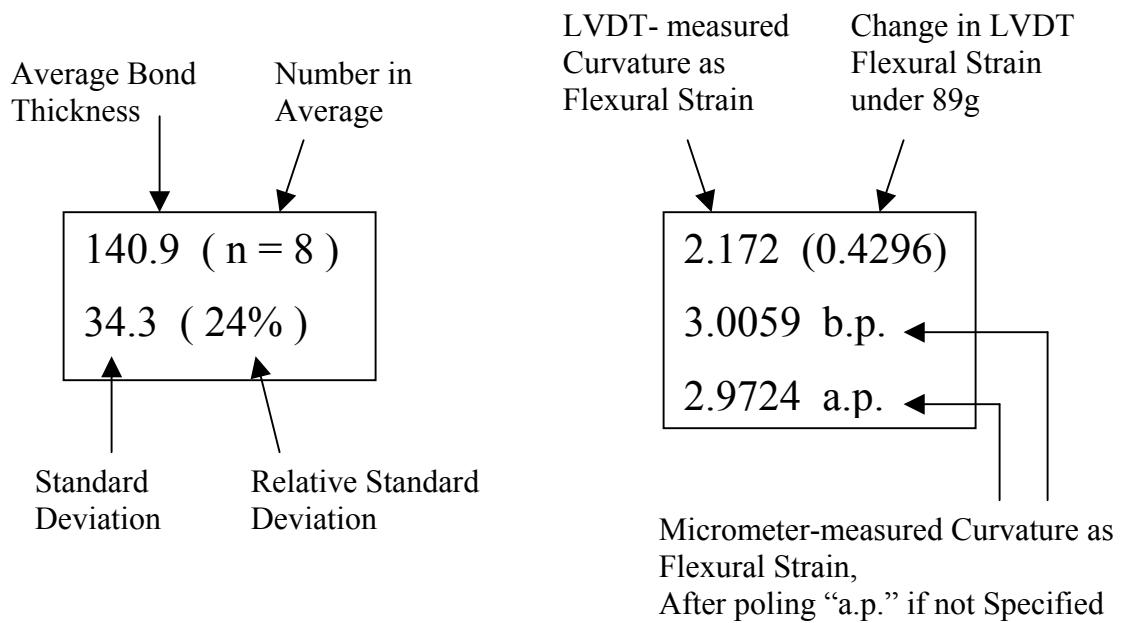 Average Bond
Thickness
Number in
Average
140.9 ( n = 8 )
34.3 ( 24% )
Standard
Deviation
Relative Standard
Deviation
LVDT- measured
Curvature as
Flexural Strain
Change in LVDT
Flexural Strain
under 89g
2.172 (0.4296)
3.0059 b.p.
2.9724 a.p.
Micrometer-measured Curvature as
Flexural Strain,
After poling “a.p.” if not Specified